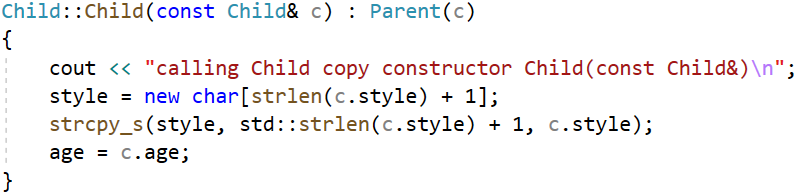 Child::Child(const Child& c) : Parent(c)
{
    cout << "calling Child copy constructor Child(const Child&)\n";
    style = new char[strlen(c.style) + 1];
    strcpy_s(style, std::strlen(c.style) + 1, c.style);
    age = c.age;
}